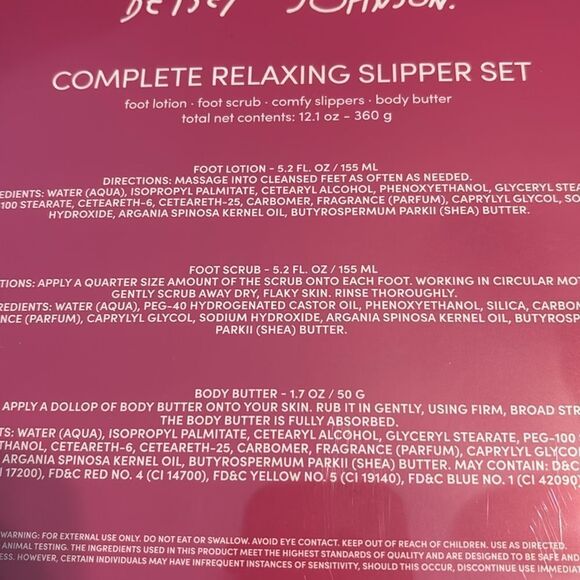 BETSEY JOHNSON.
COMPLETE RELAXING SLIPPER SET
foot lotion · foot scrub · comfy slippers · body butter
total net contents: 12.1 oz - 360 g
FOOT LOTION - 5.2 FL. OZ / 155 ML
DIRECTIONS: MASSAGE INTO CLEANSED FEET AS OFTEN AS NEEDED.
EDIENTS: WATER (AQUA), ISOPROPYL PALMITATE, CETEARYL ALCOHOL, PHENOXYETHANOL, GLYCERYL STEA
100 STEARATE, CETEARETH-6, CETEARETH-25, CARBOMER, FRAGRANCE (PARFUM), CAPRYLYL GLYCOL, SO
HYDROXIDE, ARGANIA SPINOSA KERNEL OIL, BUTYROSPERMUM PARKII (SHEA) BUTTER.
FOOT SCRUB - 5.2 FL. OZ / 155 ML
TIONS: APPLY A QUARTER SIZE AMOUNT OF THE SCRUB ONTO EACH FOOT. WORKING IN CIRCULAR MOT
GENTLY SCRUB AWAY DRY, FLAKY SKIN. RINSE THOROUGHLY.
REDIENTS: WATER (AQUA), PEG-40 HYDROGENATED CASTOR OIL, PHENOXYETHANOL, SILICA, CARBOM
NCE (PARFUM), CAPRYLYL GLYCOL, SODIUM HYDROXIDE, ARGANIA SPINOSA KERNEL OIL, BUTYROSP
PARKII (SHEA) BUTTER.
BODY BUTTER - 1.7 OZ / 50 G
APPLY A DOLLOP OF BODY BUTTER ONTO YOUR SKIN. RUB IT IN GENTLY, USING FIRM, BROAD STR
THE BODY BUTTER IS FULLY ABSORBED.
TS: WATER (AQUA), ISOPROPYL PALMITATE, CETEARYL ALCOHOL, GLYCERYL STEARATE, PEG-100
THANOL, CETEARETH-6, CETEARETH-25, CARBOMER, FRAGRANCE (PARFUM), CAPRYLYL GLYCO
ARGANIA SPINOSA KERNEL OIL, BUTYROSPERMUM PARKII (SHEA) BUTTER. MAY CONTAIN: D&C
I 17200), FD&C RED NO. 4 (CI 14700), FD&C YELLOW NO. 5 (CI 19140), FD&C BLUE NO. 1 (CI 42090)
WARNING: FOR EXTERNAL USE ONLY. DO NOT EAT OR SWALLOW. AVOID EYE CONTACT. KEEP OUT OF REACH OF CHILDREN. USE AS
ANIMAL TESTING. THE INGREDIENTS USED IN THIS PRODUCT MEET THE HIGHEST STANDARDS OF QUALITY AND ARE DESIGNED TO BE SAFE AND
ESS. HOWEVER, CERTAIN INDIVIDUALS MAY HAVE INFREQUENT INSTANCES OF SENSITIVITY, SHOULD THIS OCCUR, DISCONTINUE USE IMMEDIAT